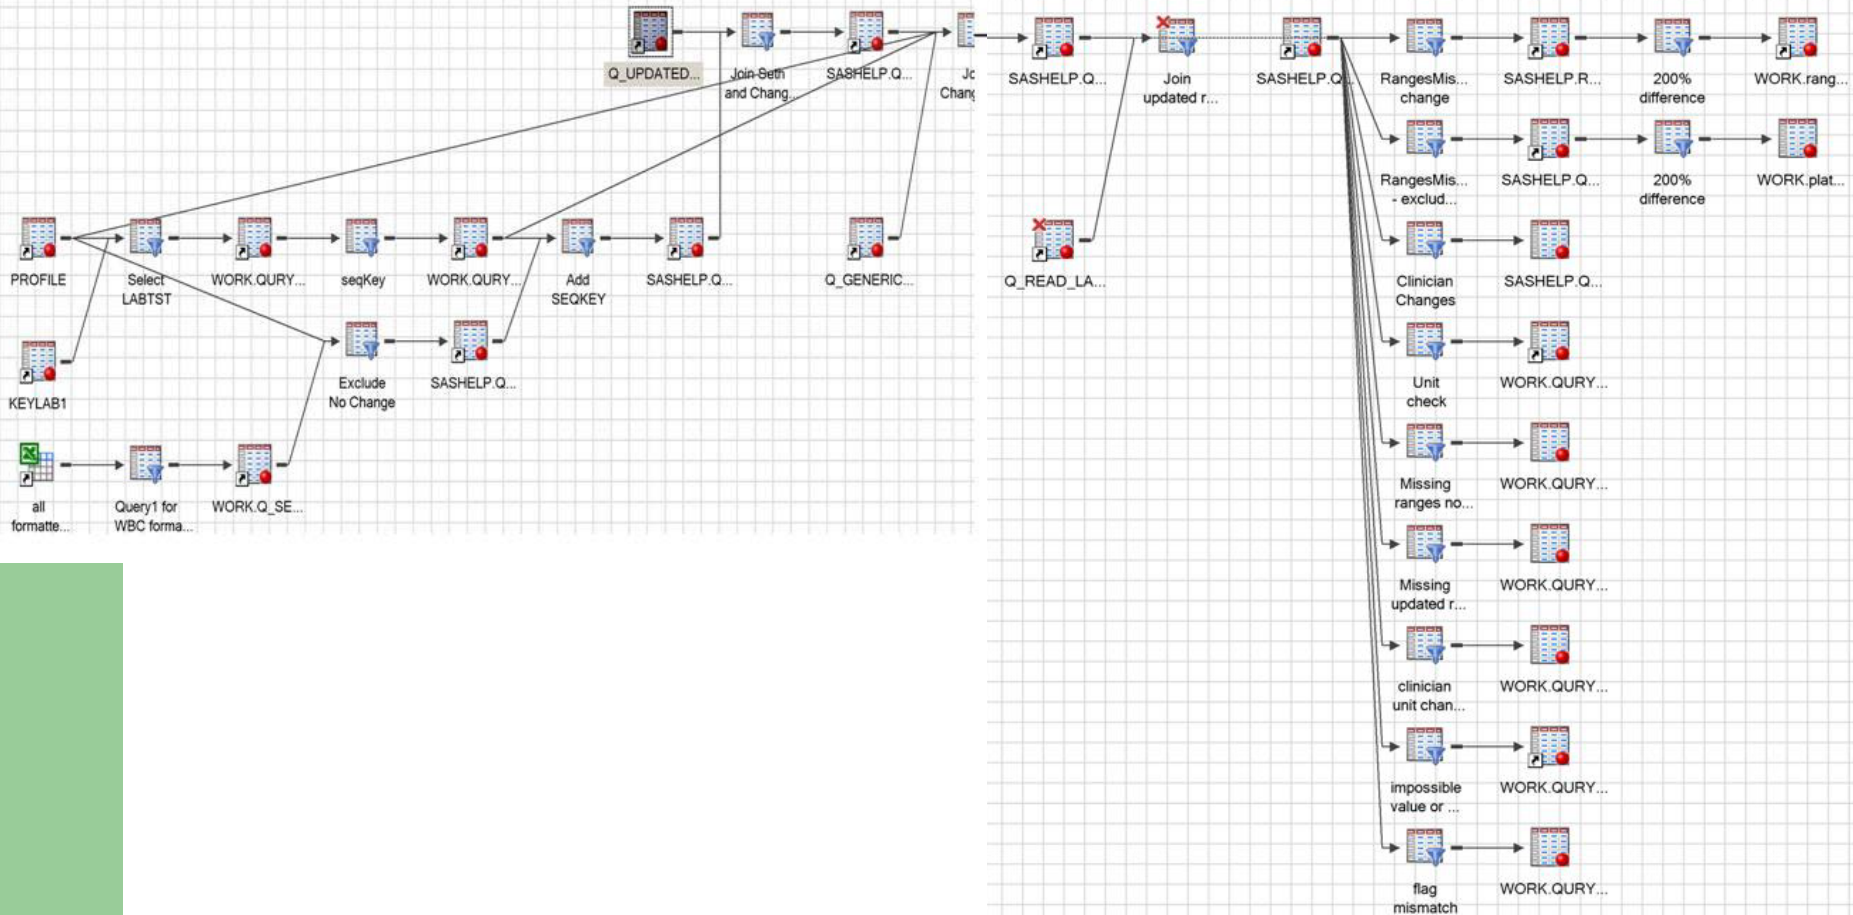 Q_UPDATED...
Join Seth
and Chang...
SASHELP.Q...
Jo
Chang
PROFILE
Select
LABTST
WORK.QURY...
seqKey
WORK.QURY...
Add
SEQKEY
SASHELP.Q...
Q_GENERIC...
KEYLAB1
Exclude
No Change
SASHELP.Q...
all
formatte...
Query1 for
WBC forma...
WORK.Q_SE...
SASHELP.Q...
Join
updated r...
SASHELP.Q...
RangesMis...
change
SASHELP.R...
200%
difference
WORK.rang...
RangesMis...
- exclud...
SASHELP.Q...
200%
difference
WORK.plat...
Q_READ_LA...
Clinician
Changes
SASHELP.Q...
Unit
check
WORK.QURY...
Missing
ranges no...
WORK.QURY...
Missing
updated r...
WORK.QURY...
clinician
unit chan...
WORK.QURY...
impossible
value or ...
WORK.QURY...
flag
mismatch
WORK.QURY...